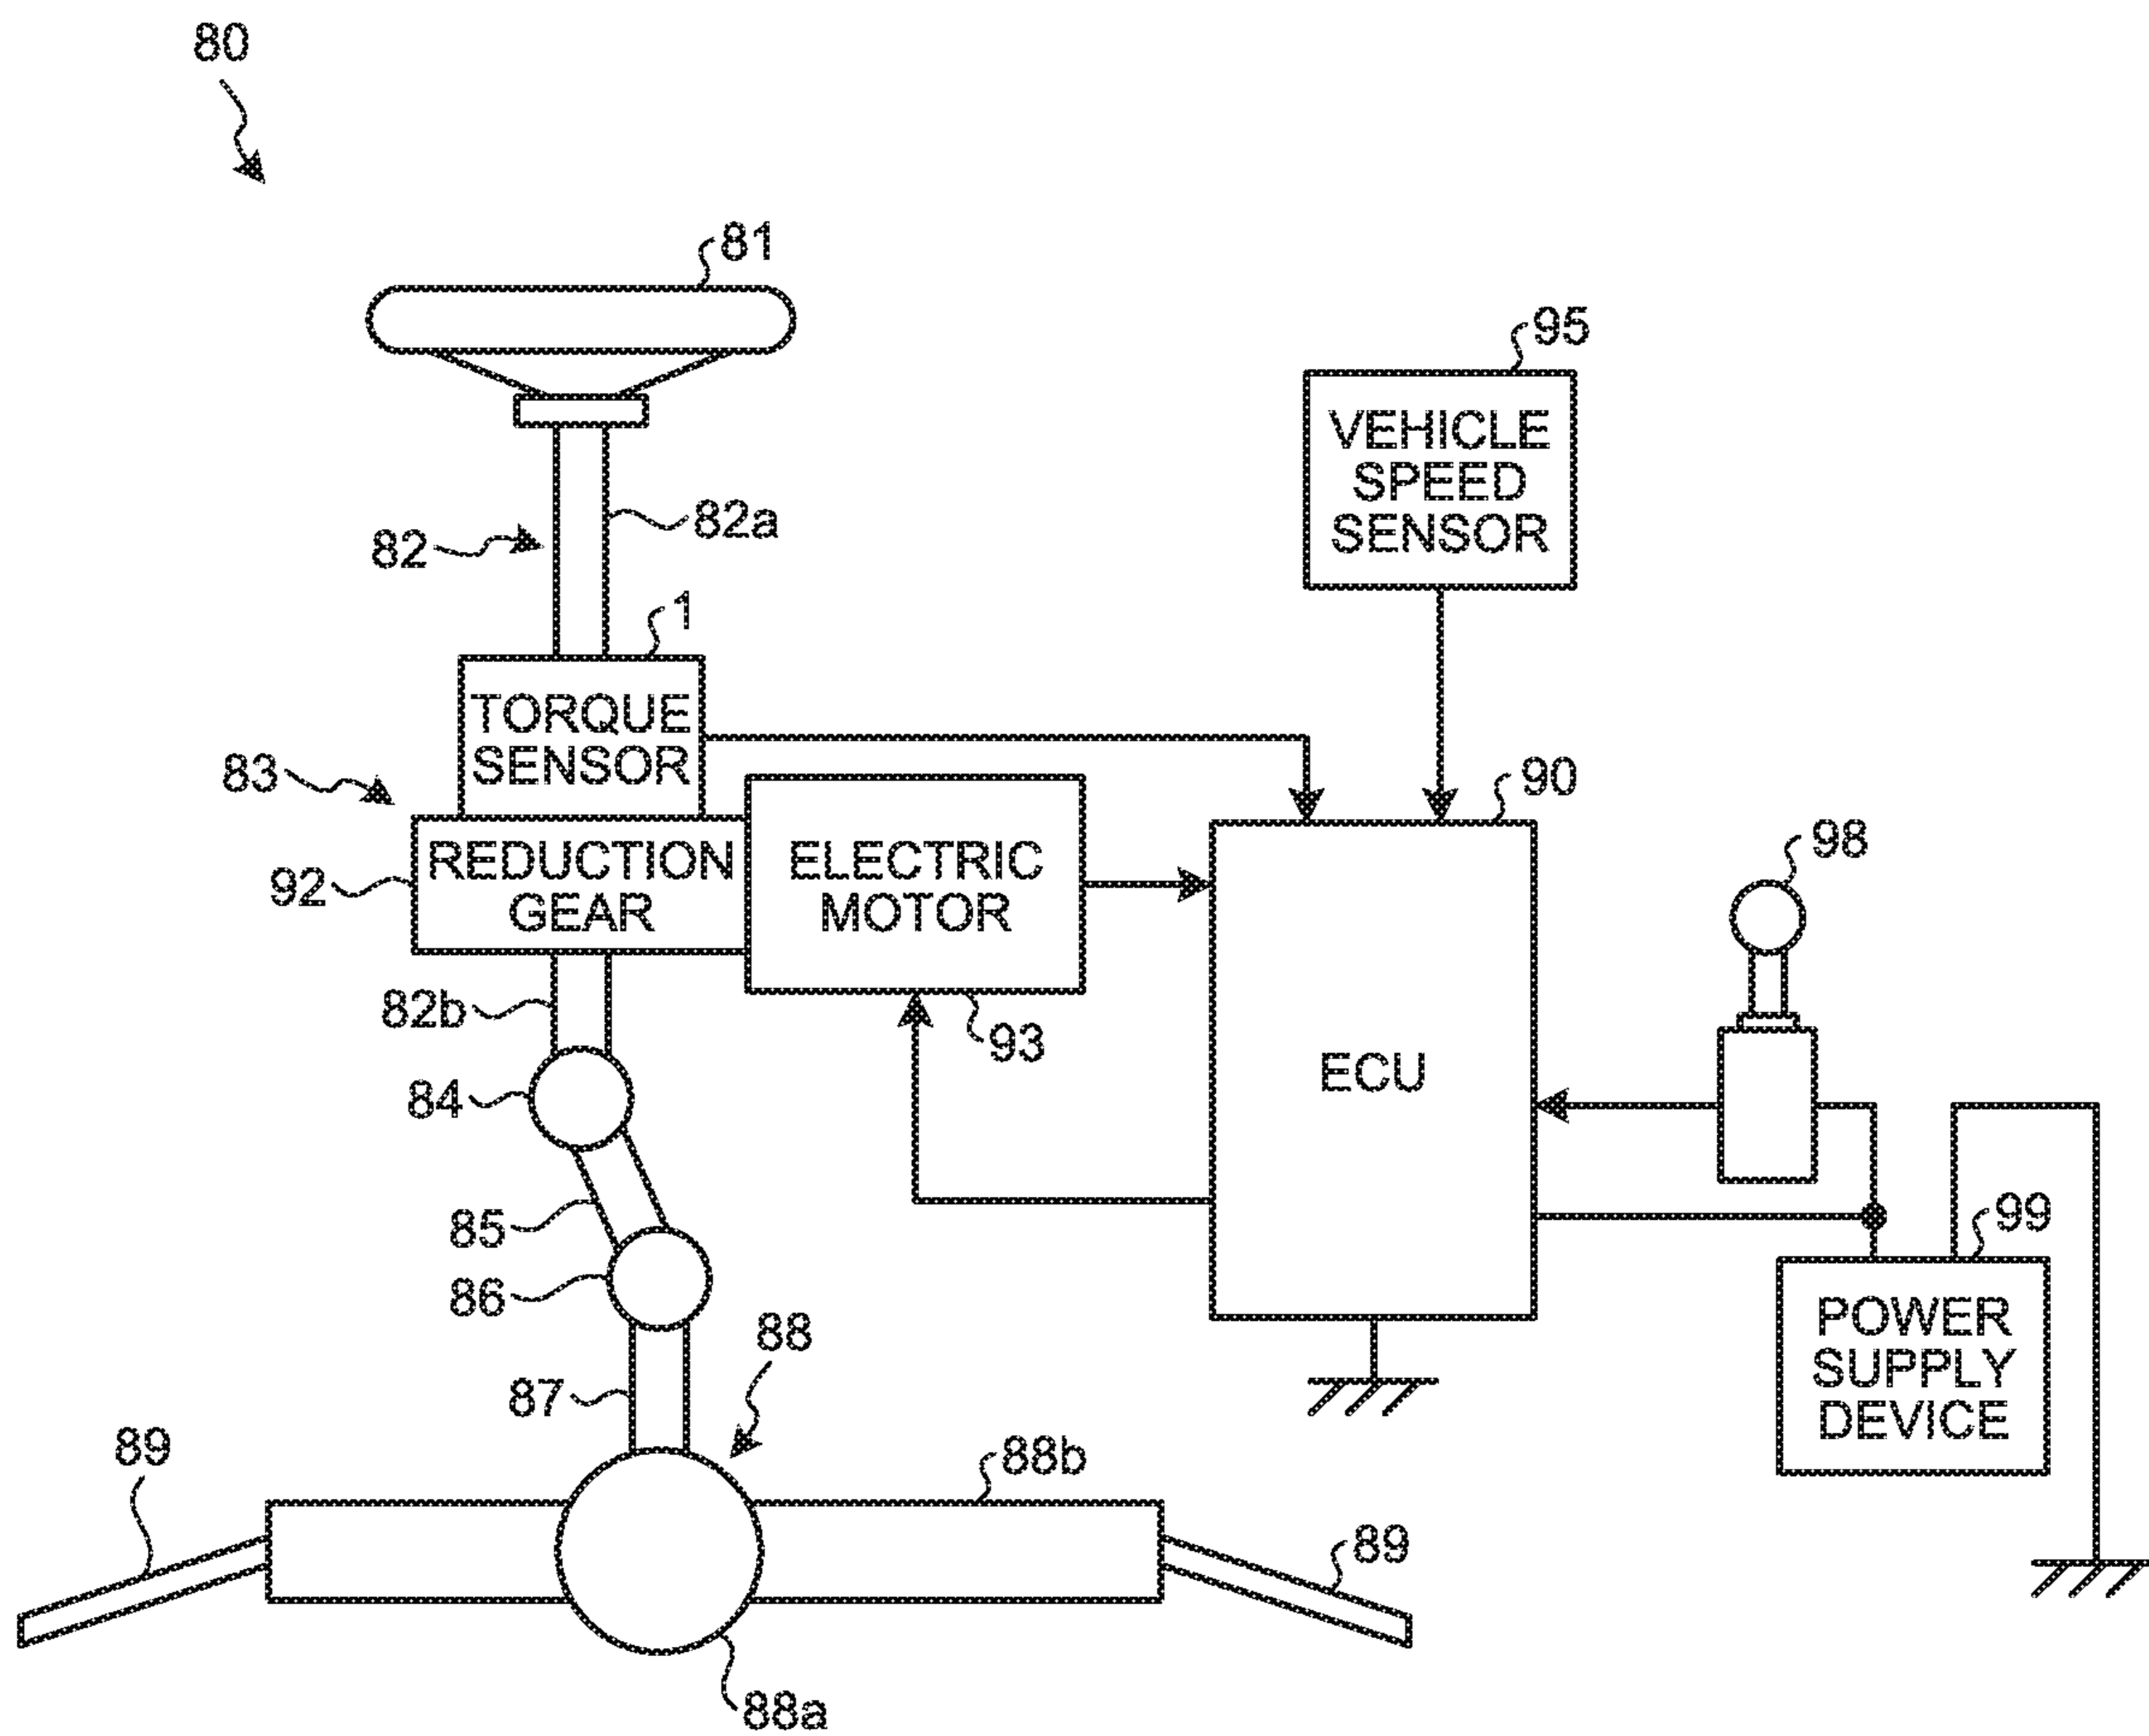 80
81
95
VEHICLE
SPEED
SENSOR
82a
82
1
TORQUE
SENSOR
83
90
98
REDUCTION
GEAR
ELECTRIC
MOTOR
92
82b
93
ECU
84
99
85
86
POWER
SUPPLY
DEVICE
88
87
89
88b
89
88a